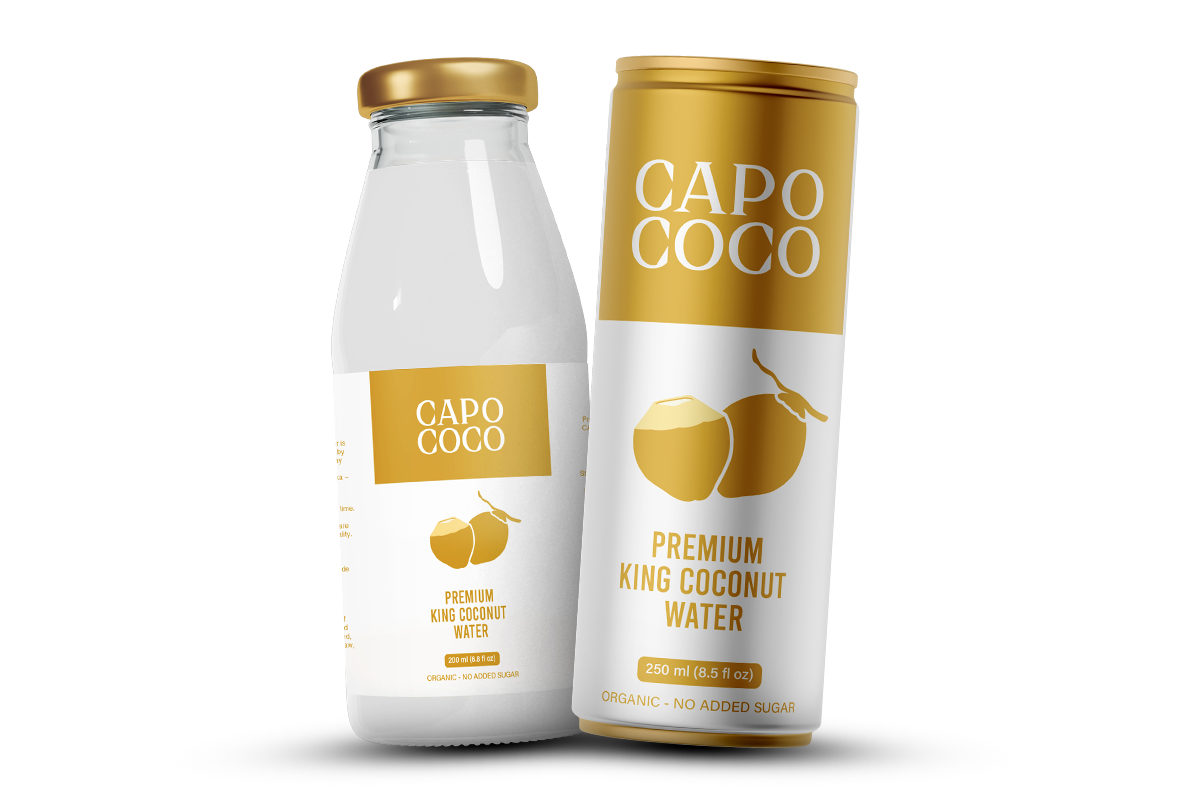 CAPO
COCO
PREMIUM
KING COCONUT
WATER
200 ml (6.8 fl oz)
ORGANIC - NO ADDED SUGAR
CAPO
COCO
PREMIUM
KING COCONUT
WATER
250 ml (8.5 fl oz)
ORGANIC - NO ADDED SUGAR